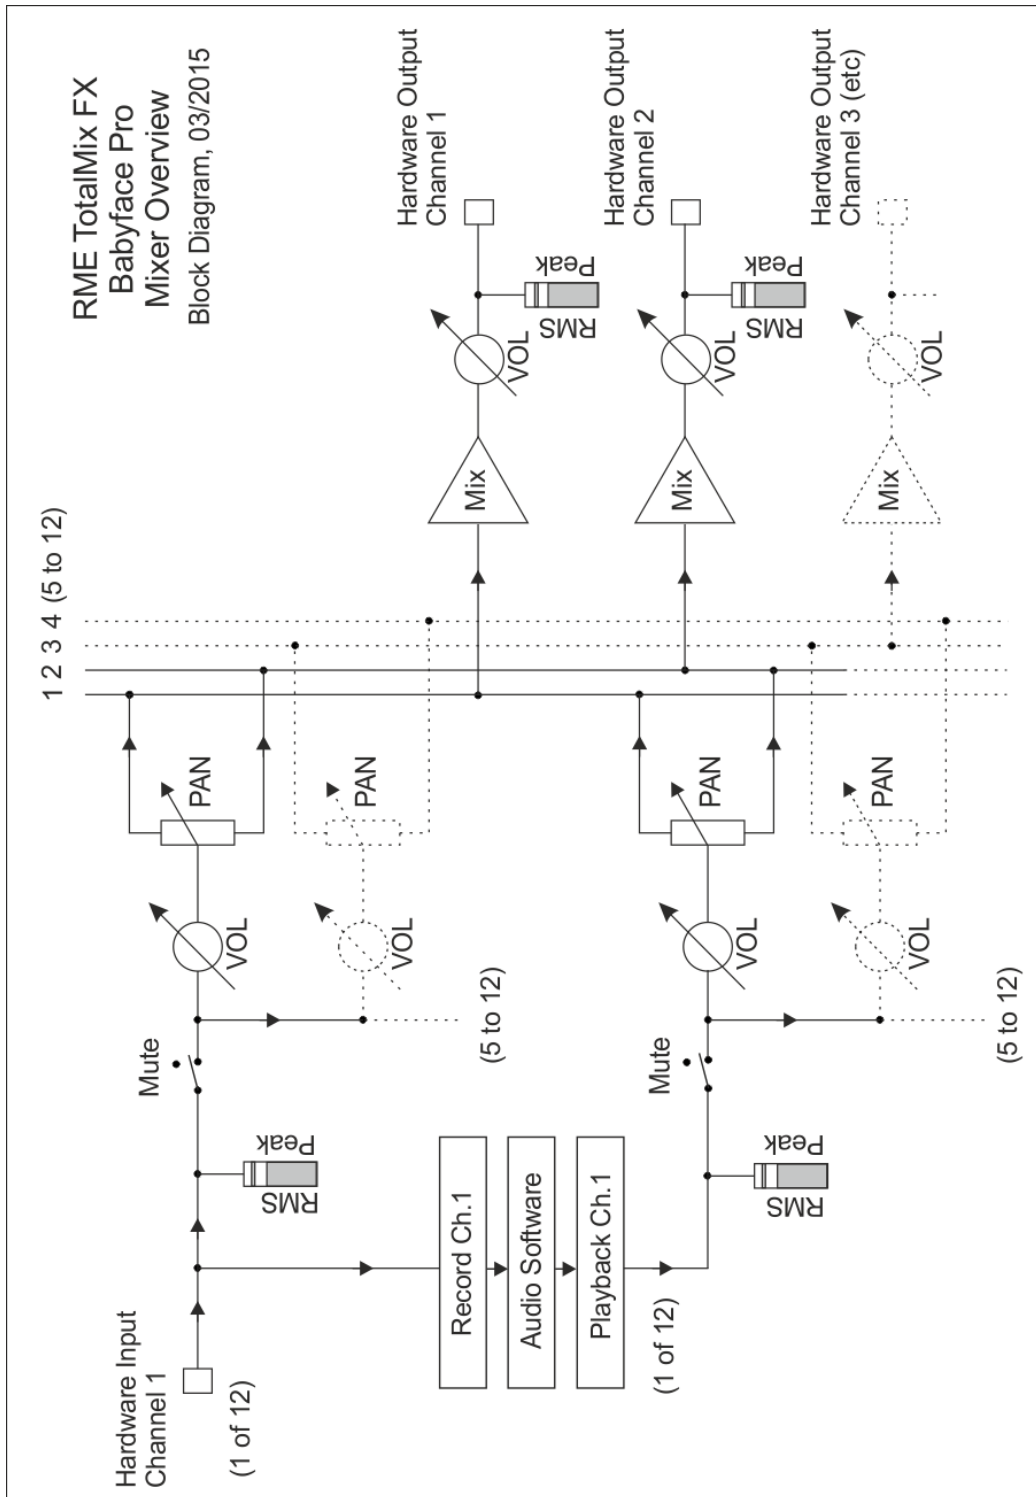 RME TotalMix FX
Babyface Pro
Mixer Overview
Block Diagram, 03/2015
Hardware Input
Channel 1
(1 of 12)
RMS
Peak
Mute
VOL
PAN
VOL
PAN
(5 to 12)
1 2 3 4 (5 to 12)
Record Ch.1
Audio Software
Playback Ch.1
(1 of 12)
RMS
Peak
Mute
VOL
PAN
VOL
PAN
(5 to 12)
Mix
VOL
RMS
Peak
Hardware Output
Channel 1
Mix
VOL
RMS
Peak
Hardware Output
Channel 2
Mix
VOL
Hardware Output
Channel 3 (etc)